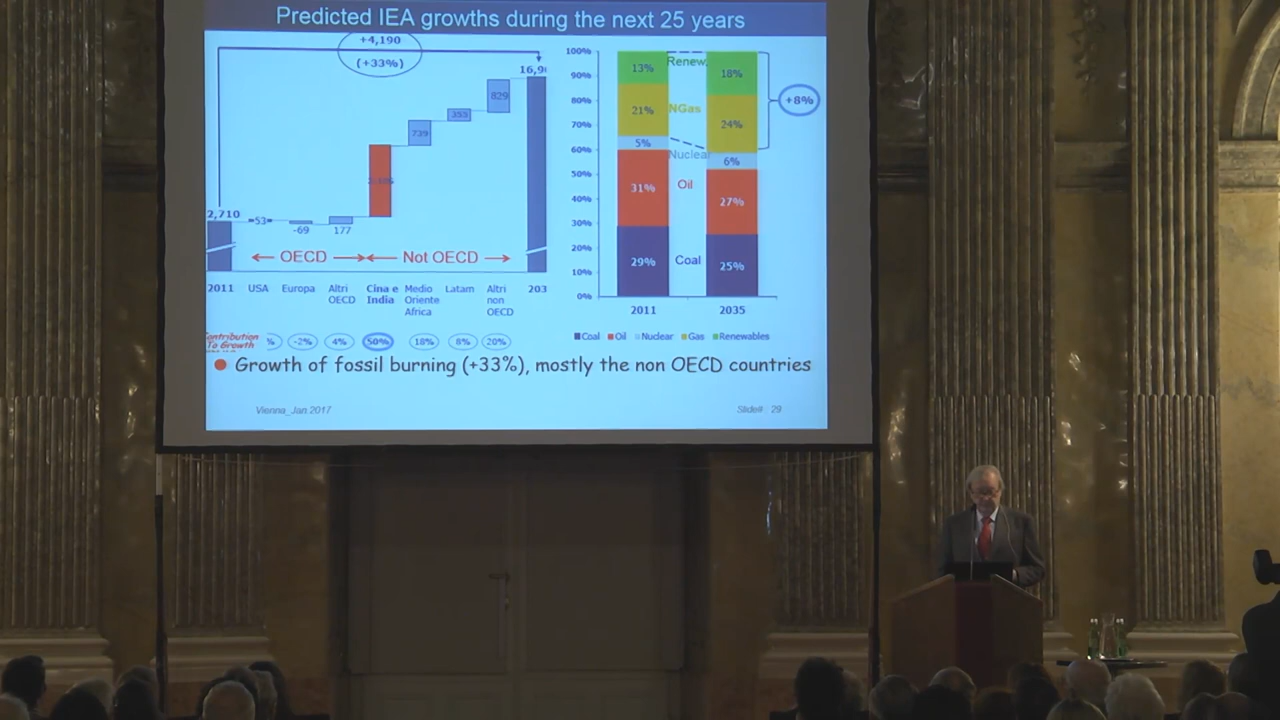 Predicted IEA growths during the next 25 years
+4,190
(+33%)
2,710
=53=
-69
177
739
355
829
OECD
Not OECD
2011
USA
Europa
Altri
OECD
Cina e
India
Medio
Oriente
Africa
Latam
Altri
non
OECD
203
To Growth
%
-2%
4%
50%
18%
8%
20%
100%
90%
80%
70%
60%
50%
40%
30%
20%
10%
0%
13%
21%
5%
31%
29%
Renew.
NGas
Nuclear
Oil
Coal
18%
24%
6%
27%
25%
+8%
2011
2035
Coal
Oil
Nuclear
Gas
Renewables
Growth of fossil burning (+33%), mostly the non OECD countries
Vienna_Jan 2017
Slide# 29